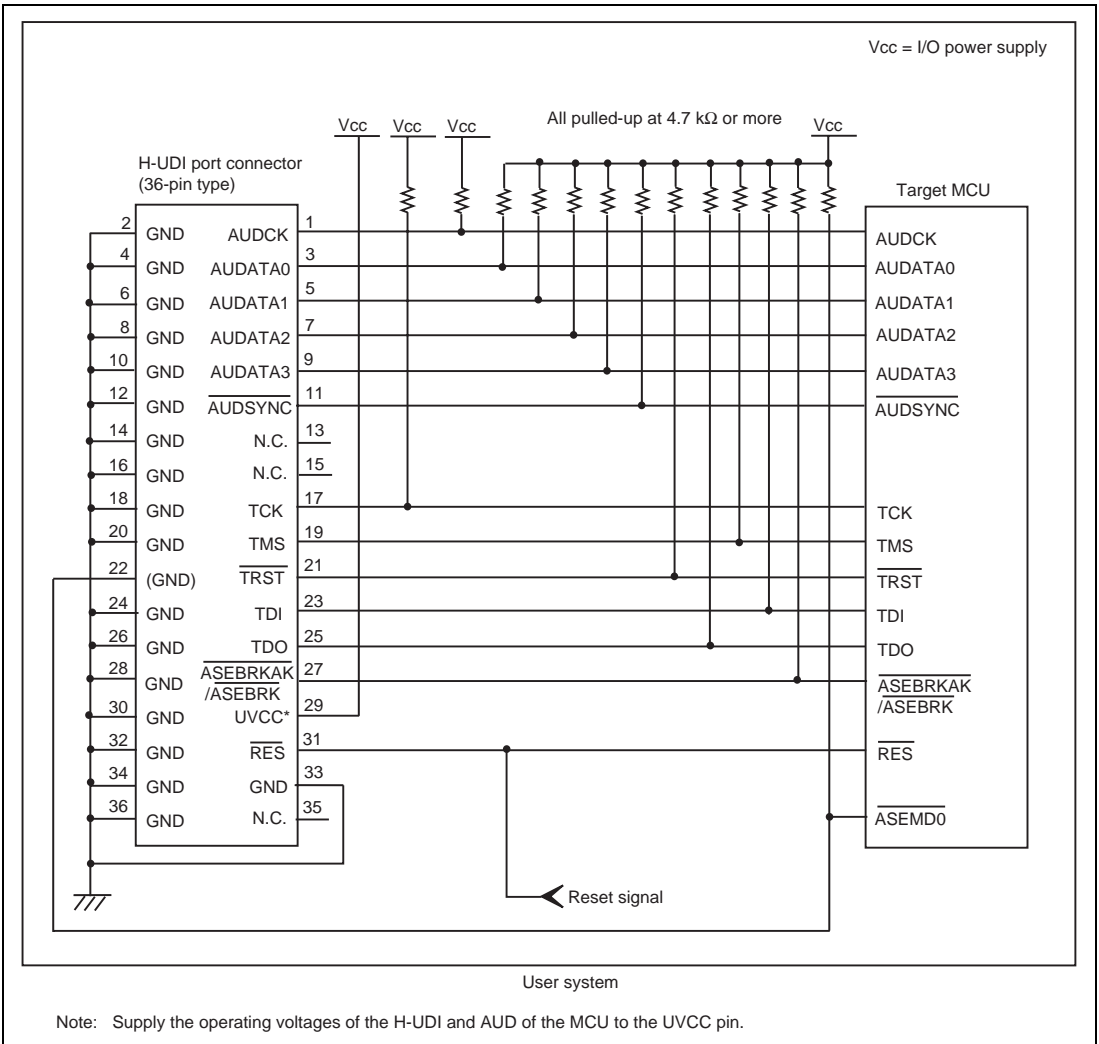 Vcc = I/O power supply
All pulled-up at 4.7 kΩ or more
Vcc Vcc Vcc Vcc
H-UDI port connector
(36-pin type)
Target MCU
2 GND AUDCK 1 AUDCK
4 GND AUDATA0 3 AUDATA0
6 GND AUDATA1 5 AUDATA1
8 GND AUDATA2 7 AUDATA2
10 GND AUDATA3 9 AUDATA3
12 GND AUDSYNC 11 AUDSYNC
14 GND N.C. 13
16 GND N.C. 15
18 GND TCK 17 TCK
20 GND TMS 19 TMS
22 (GND) TRST 21 TRST
24 GND TDI 23 TDI
26 GND TDO 25 TDO
28 GND ASEBRKAK 27 ASEBRKAK
/ASEBRK /ASEBRK
30 GND UVCC* 29
32 GND RES 31 RES
34 GND GND 33
36 GND N.C. 35
ASEMD0
Reset signal
User system
Note: Supply the operating voltages of the H-UDI and AUD of the MCU to the UVCC pin.